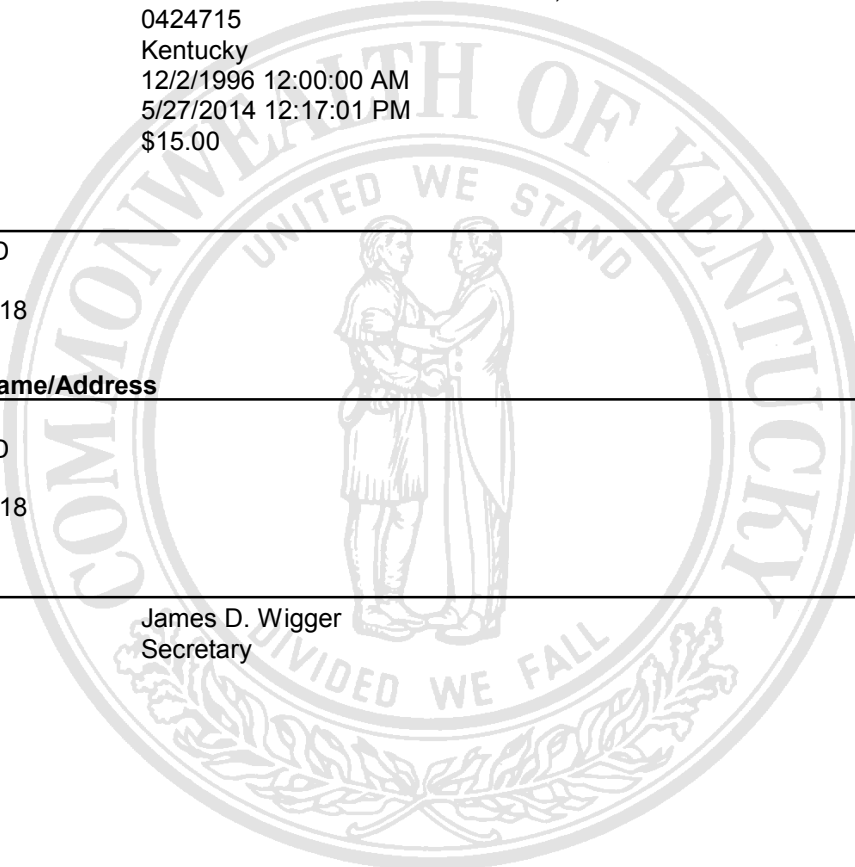 0424715
Kentucky
12/2/1996 12:00:00 AM
5/27/2014 12:17:01 PM
$15.00
COMMONWEALTH OF KENTUCKY
UNITED WE STAND
18
ame/Address
18
James D. Wigger
Secretary
DIVIDED WE FALL